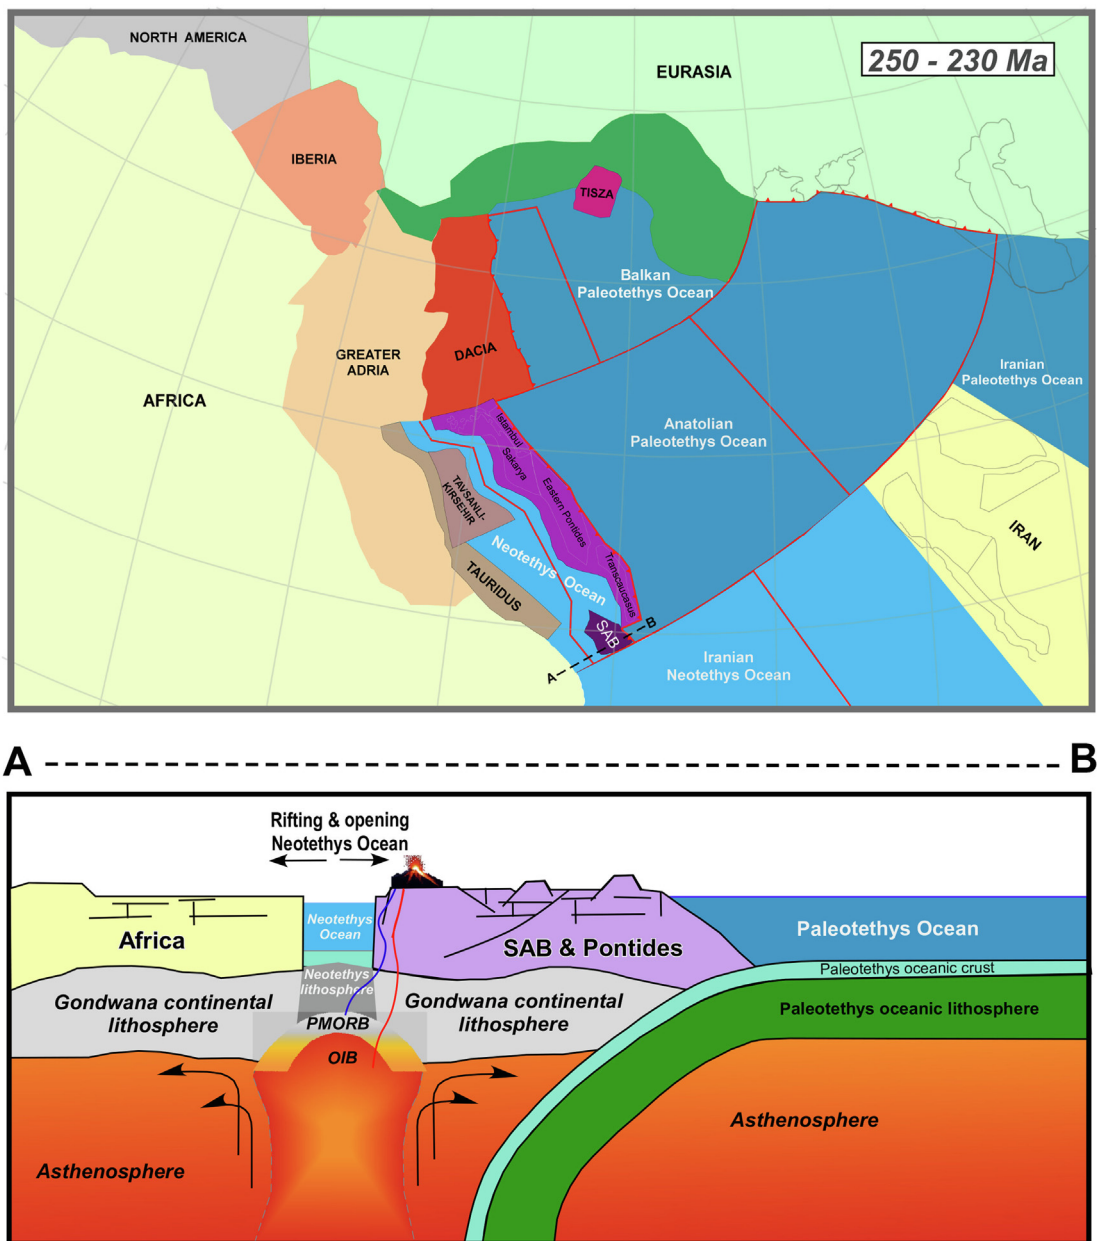 NORTH AMERICA
EURASIA
250 - 230 Ma
IBERIA
TISZA
Balkan
Paleotethys Ocean
GREATER
ADRIA
DACIA
Iranian
Paleotethys Ocean
AFRICA
Anatolian
Paleotethys Ocean
Istambul
Sakarya
Eastern Pontides
Transcaucasus
TAVSANLI-
KIRSEHIR
IRAN
Neotethys Ocean
TAURIDUS
SAB
B
A
Iranian
Neotethys Ocean
A
B
Rifting & opening
Neotethys Ocean
Neotethys
Ocean
Africa
SAB & Pontides
Paleotethys Ocean
Paleotethys oceanic crust
Neotethys
lithosphere
Gondwana continental
lithosphere
Gondwana continental
lithosphere
Paleotethys oceanic lithosphere
PMORB
OIB
Asthenosphere
Asthenosphere